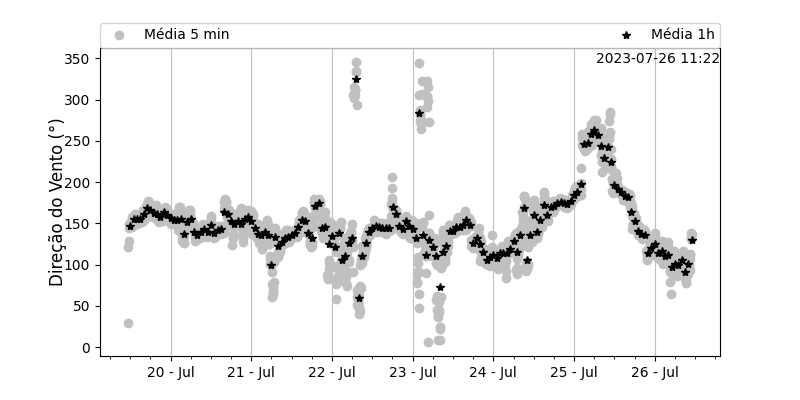 Média 5 min
Média 1h
2023-07-26 11:22
Direção do Vento (°)
350
300
250
200
150
100
50
0
20 - Jul
21 - Jul
22 - Jul
23 - Jul
24 - Jul
25 - Jul
26 - Jul